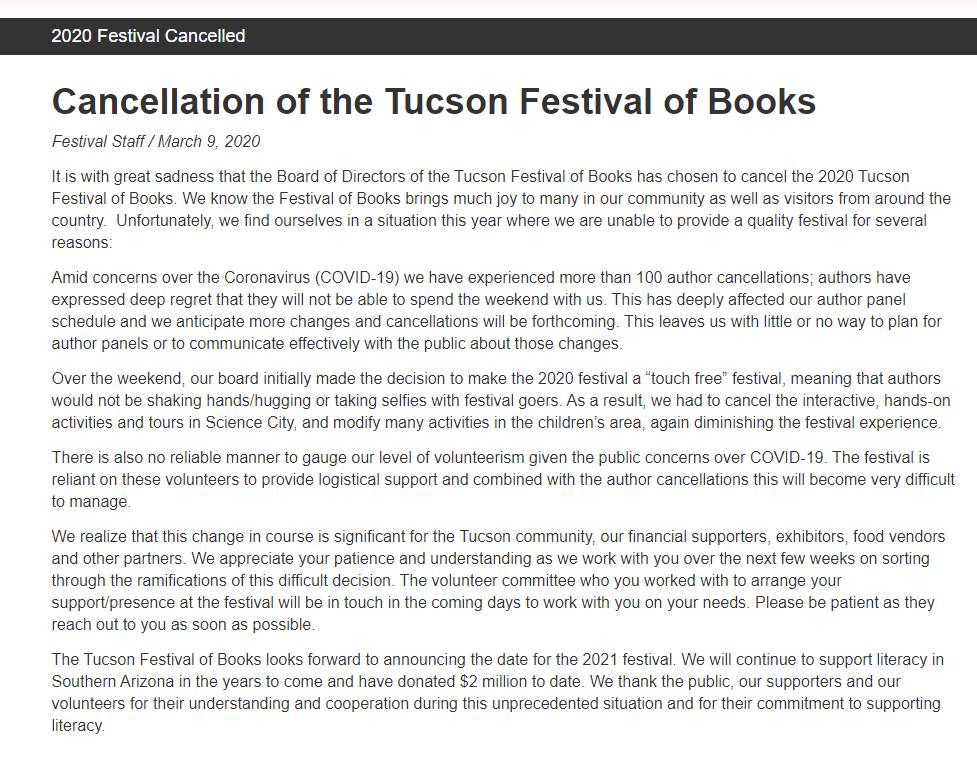 2020 Festival Cancelled
Cancellation of the Tucson Festival of Books
Festival Staff / March 9, 2020
It is with great sadness that the Board of Directors of the Tucson Festival of Books has chosen to cancel the 2020 Tucson
Festival of Books. We know the Festival of Books brings much joy to many in our community as well as visitors from around the
country.  Unfortunately, we find ourselves in a situation this year where we are unable to provide a quality festival for several
reasons:
Amid concerns over the Coronavirus (COVID-19) we have experienced more than 100 author cancellations; authors have
expressed deep regret that they will not be able to spend the weekend with us. This has deeply affected our author panel
schedule and we anticipate more changes and cancellations will be forthcoming. This leaves us with little or no way to plan for
author panels or to communicate effectively with the public about those changes.
Over the weekend, our board initially made the decision to make the 2020 festival a “touch free” festival, meaning that authors
would not be shaking hands/hugging or taking selfies with festival goers. As a result, we had to cancel the interactive, hands-on
activities and tours in Science City, and modify many activities in the children’s area, again diminishing the festival experience.
There is also no reliable manner to gauge our level of volunteerism given the public concerns over COVID-19. The festival is
reliant on these volunteers to provide logistical support and combined with the author cancellations this will become very difficult
to manage.
We realize that this change in course is significant for the Tucson community, our financial supporters, exhibitors, food vendors
and other partners. We appreciate your patience and understanding as we work with you over the next few weeks on sorting
through the ramifications of this difficult decision. The volunteer committee who you worked with to arrange your
support/presence at the festival will be in touch in the coming days to work with you on your needs. Please be patient as they
reach out to you as soon as possible.
The Tucson Festival of Books looks forward to announcing the date for the 2021 festival. We will continue to support literacy in
Southern Arizona in the years to come and have donated $2 million to date. We thank the public, our supporters and our
volunteers for their understanding and cooperation during this unprecedented situation and for their commitment to supporting
literacy.